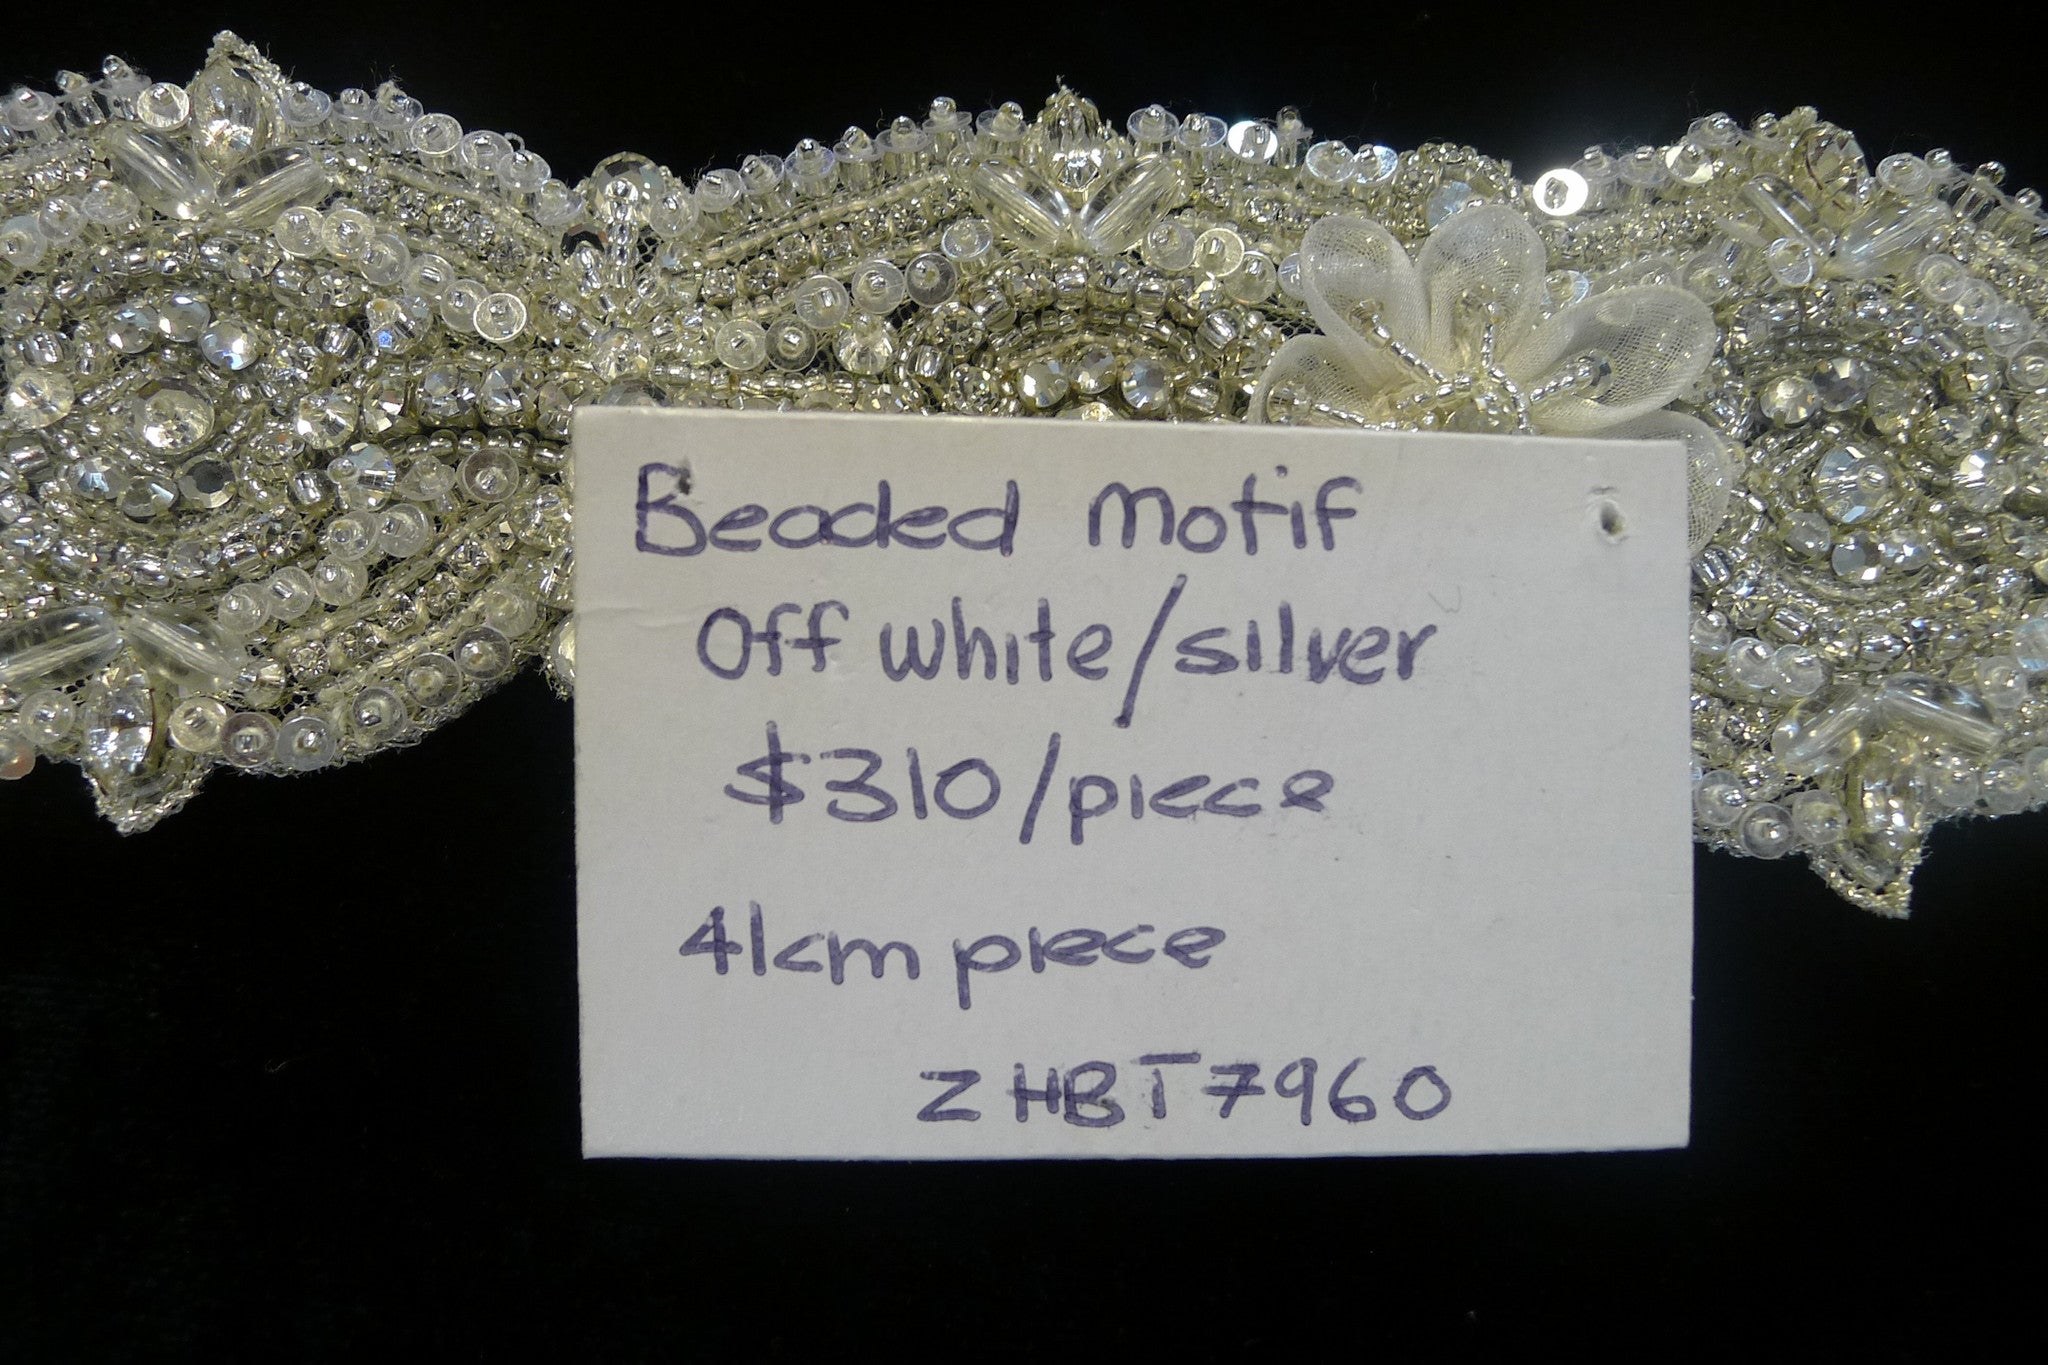 Beaded Motif
Off white/silver
$310/piece
41cm piece
ZHBT7960